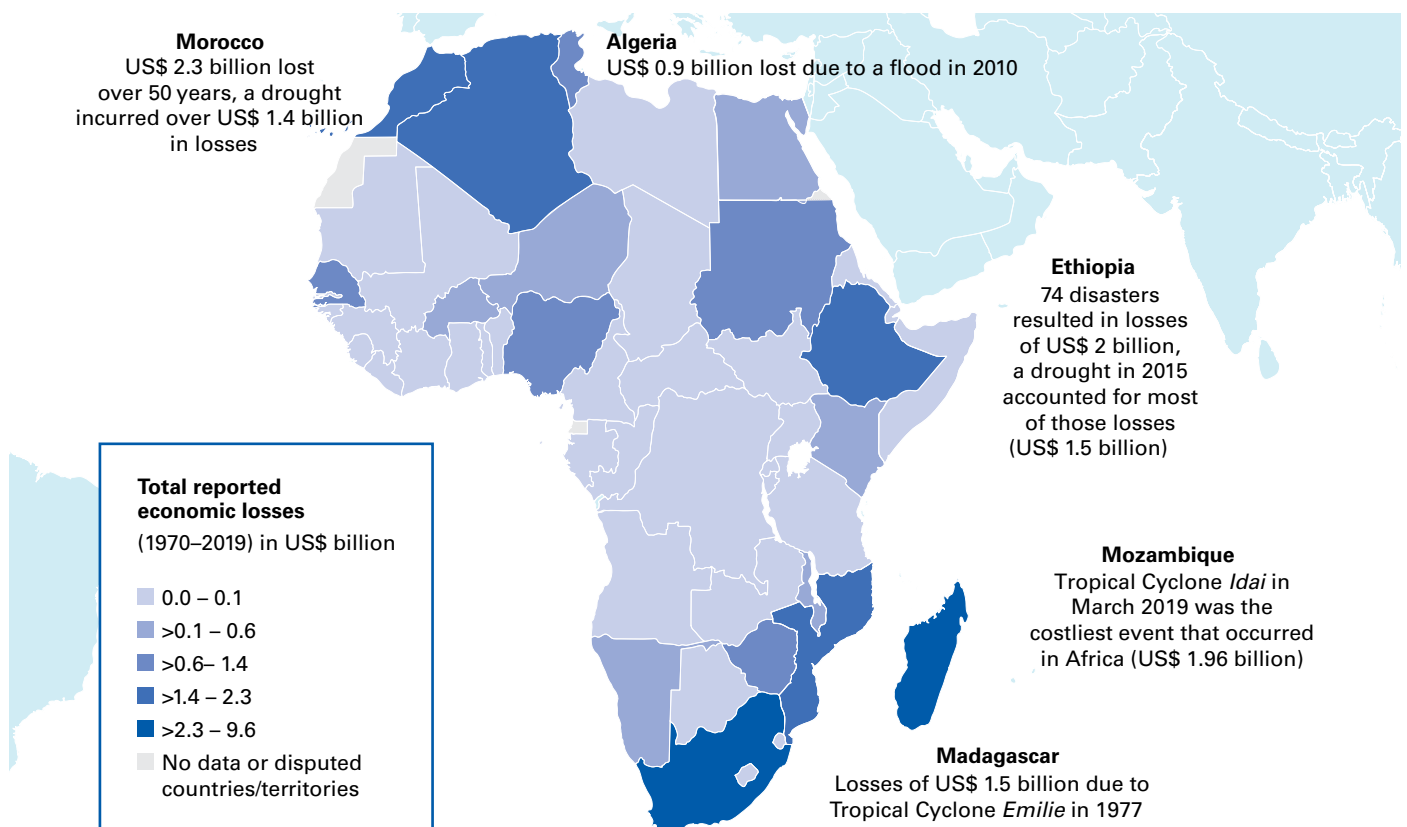 Morocco
US$ 2.3 billion lost
over 50 years, a drought
incurred over US$ 1.4 billion
in losses
Algeria
US$ 0.9 billion lost due to a flood in 2010
Ethiopia
74 disasters
resulted in losses
of US$ 2 billion,
a drought in 2015
accounted for most
of those losses
(US$ 1.5 billion)
Mozambique
Tropical Cyclone Idai in
March 2019 was the
costliest event that occurred
in Africa (US$ 1.96 billion)
Madagascar
Losses of US$ 1.5 billion due to
Tropical Cyclone Emilie in 1977
Total reported
economic losses
(1970–2019) in US$ billion
0.0 – 0.1
>0.1 – 0.6
>0.6– 1.4
>1.4 – 2.3
>2.3 – 9.6
No data or disputed
countries/territories